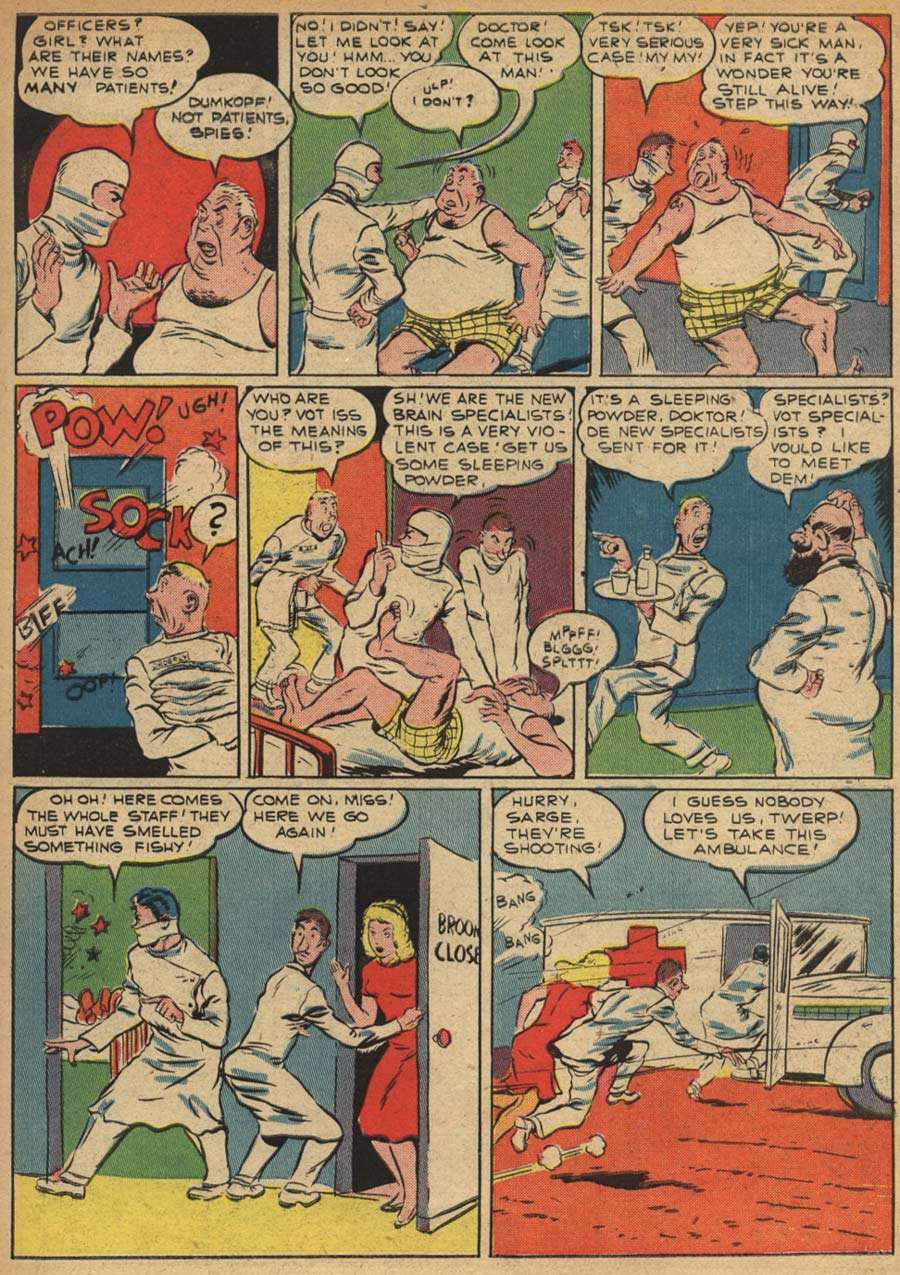 OFFICERS?
GIRL? WHAT
ARE THEIR NAMES?
WE HAVE SO
MANY PATIENTS!
DUMKOPF!
NOT PATIENTS,
SPIES!
NO! I DIDN'T! SAY!
LET ME LOOK AT
YOU! HMM... YOU
DON'T LOOK
SO GOOD!
ULP!
I DON'T?
DOCTOR!
COME LOOK
AT THIS
MAN!
TSK! TSK!
VERY SERIOUS
CASE! MY MY!
YEP! YOU'RE A
VERY SICK MAN,
IN FACT IT'S A
WONDER YOU'RE
STILL ALIVE!
STEP THIS WAY!
POW!
UGH!
SOCK
ACH!
?
BIFF
OOF!
WHO ARE
YOU? VOT ISS
THE MEANING
OF THIS?
SH! WE ARE THE NEW
BRAIN SPECIALISTS!
THIS IS A VERY VIO-
LENT CASE! GET US
SOME SLEEPING
POWDER.
MPPFF!
BLGGG!
SPLTTT!
IT'S A SLEEPING
POWDER, DOKTOR!
DE NEW SPECIALISTS
SENT FOR IT!
SPECIALISTS?
VOT SPECIAL-
ISTS? I
VOULD LIKE
TO MEET
DEM!
OH OH! HERE COMES
THE WHOLE STAFF! THEY
MUST HAVE SMELLED
SOMETHING FISHY!
COME ON, MISS!
HERE WE GO
AGAIN!
BROOM
CLOSE
HURRY,
SARGE,
THEY'RE
SHOOTING!
I GUESS NOBODY
LOVES US, TWERP!
LET'S TAKE THIS
AMBULANCE!
BANG
BANG